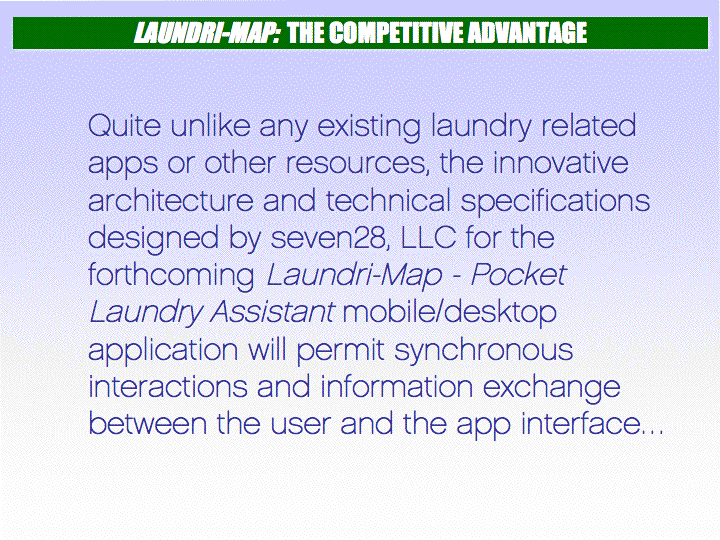 LAUNDRI-MAP: THE COMPETITIVE ADVANTAGE
Quite unlike any existing laundry related
apps or other resources, the innovative
architecture and technical specifications
designed by seven28, LLC for the
forthcoming Laundri-Map - Pocket
Laundry Assistant mobile/desktop
application will permit synchronous
interactions and information exchange
between the user and the app interface...